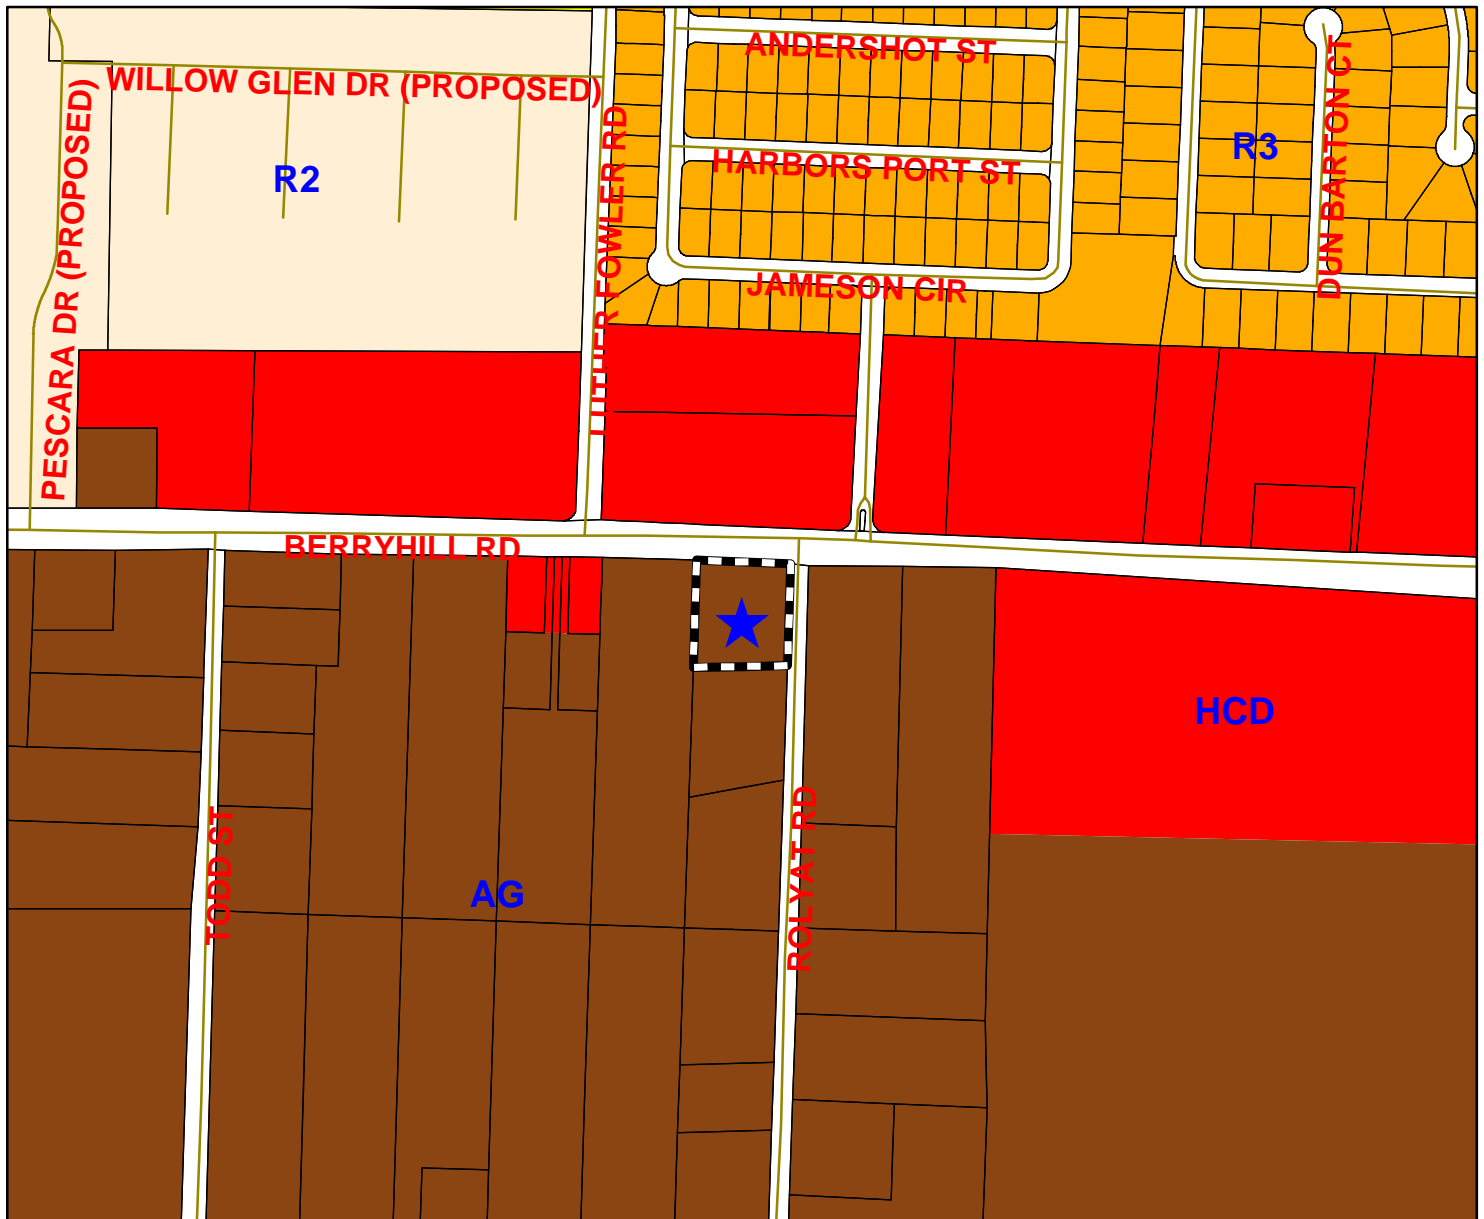 ANDERSHOT ST
WILLOW GLEN DR (PROPOSED)
HARBORS PORT ST
R2
R3
DUN BARTON CT
PESCARA DR (PROPOSED)
LUTHER FOWLER RD
JAMESON CIR
BERRYHILL RD
HCD
TODD ST
AG
ROLYAT RD